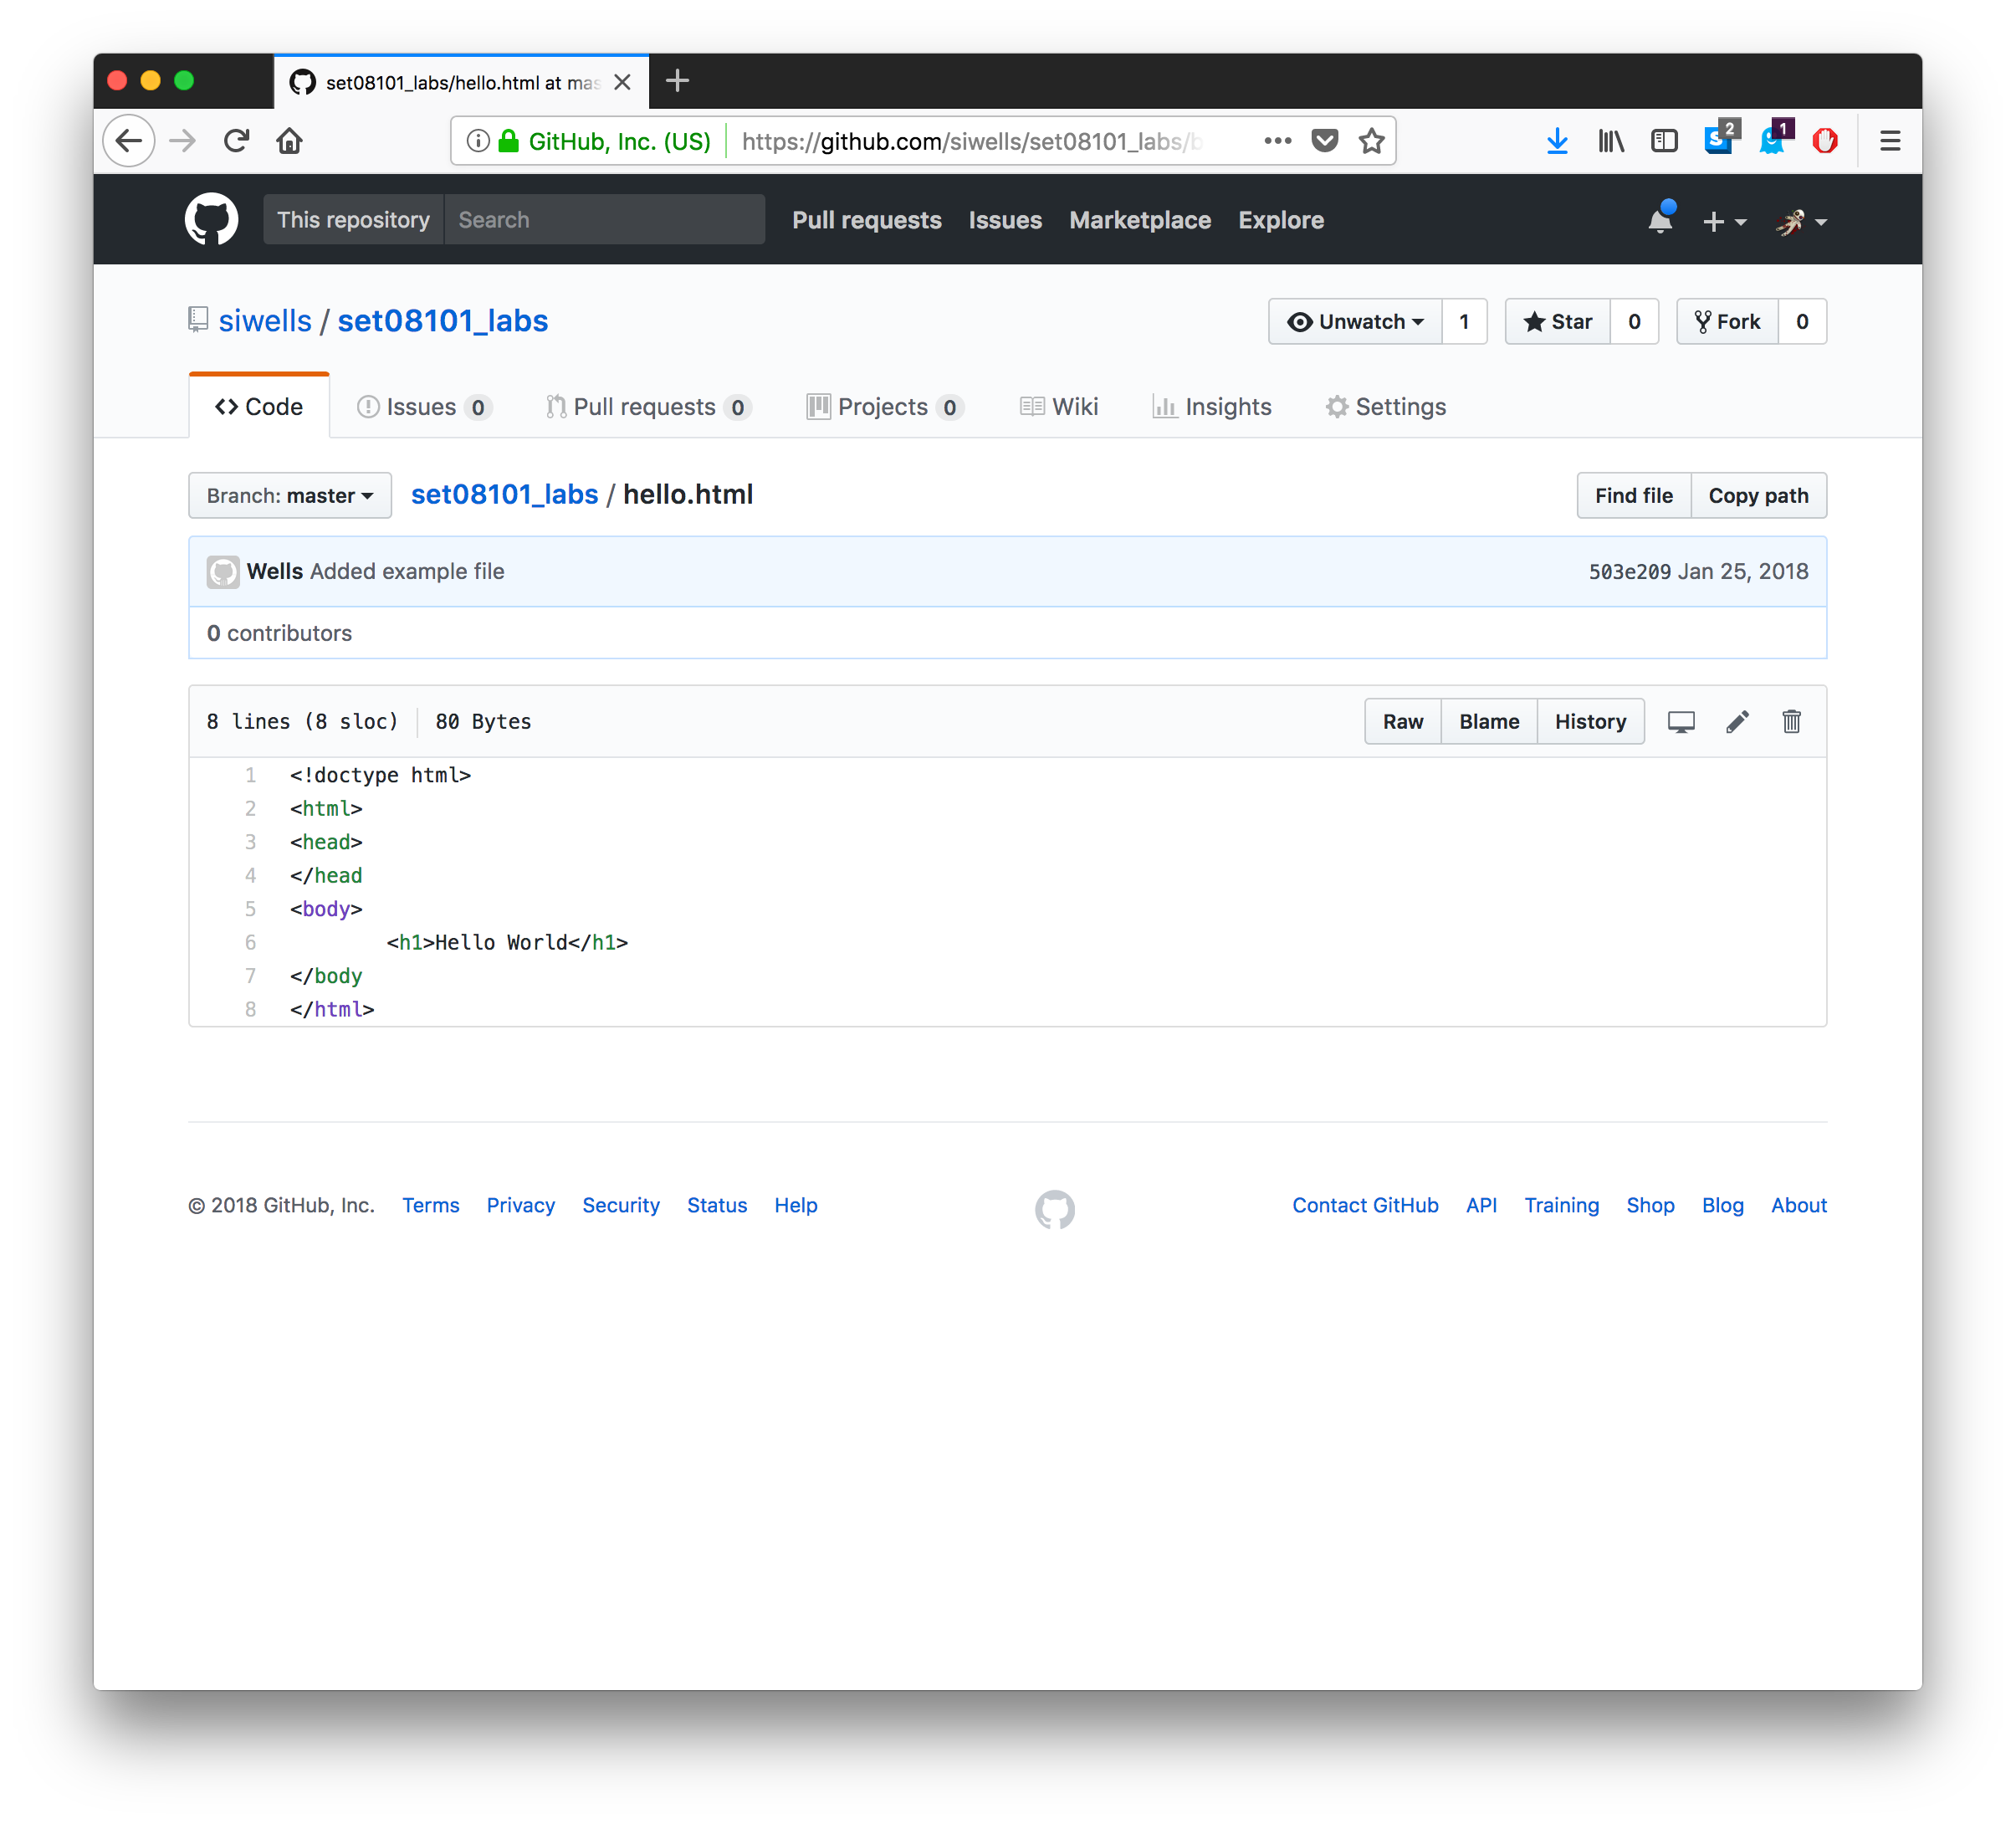 set08101_labs/hello.html at mas
GitHub, Inc. (US) https://github.com/siwells/set08101_labs/b
2
1
This repository Search Pull requests Issues Marketplace Explore
siwells / set08101_labs
Unwatch 1 Star 0 Fork 0
Code Issues 0 Pull requests 0 Projects 0 Wiki Insights Settings
Branch: master set08101_labs / hello.html Find file Copy path
Wells Added example file 503e209 Jan 25, 2018
0 contributors
8 lines (8 sloc) 80 Bytes Raw Blame History
1 <!doctype html>
2 <html>
3 <head>
4 </head
5 <body>
6 <h1>Hello World</h1>
7 </body
8 </html>
© 2018 GitHub, Inc. Terms Privacy Security Status Help Contact GitHub API Training Shop Blog About